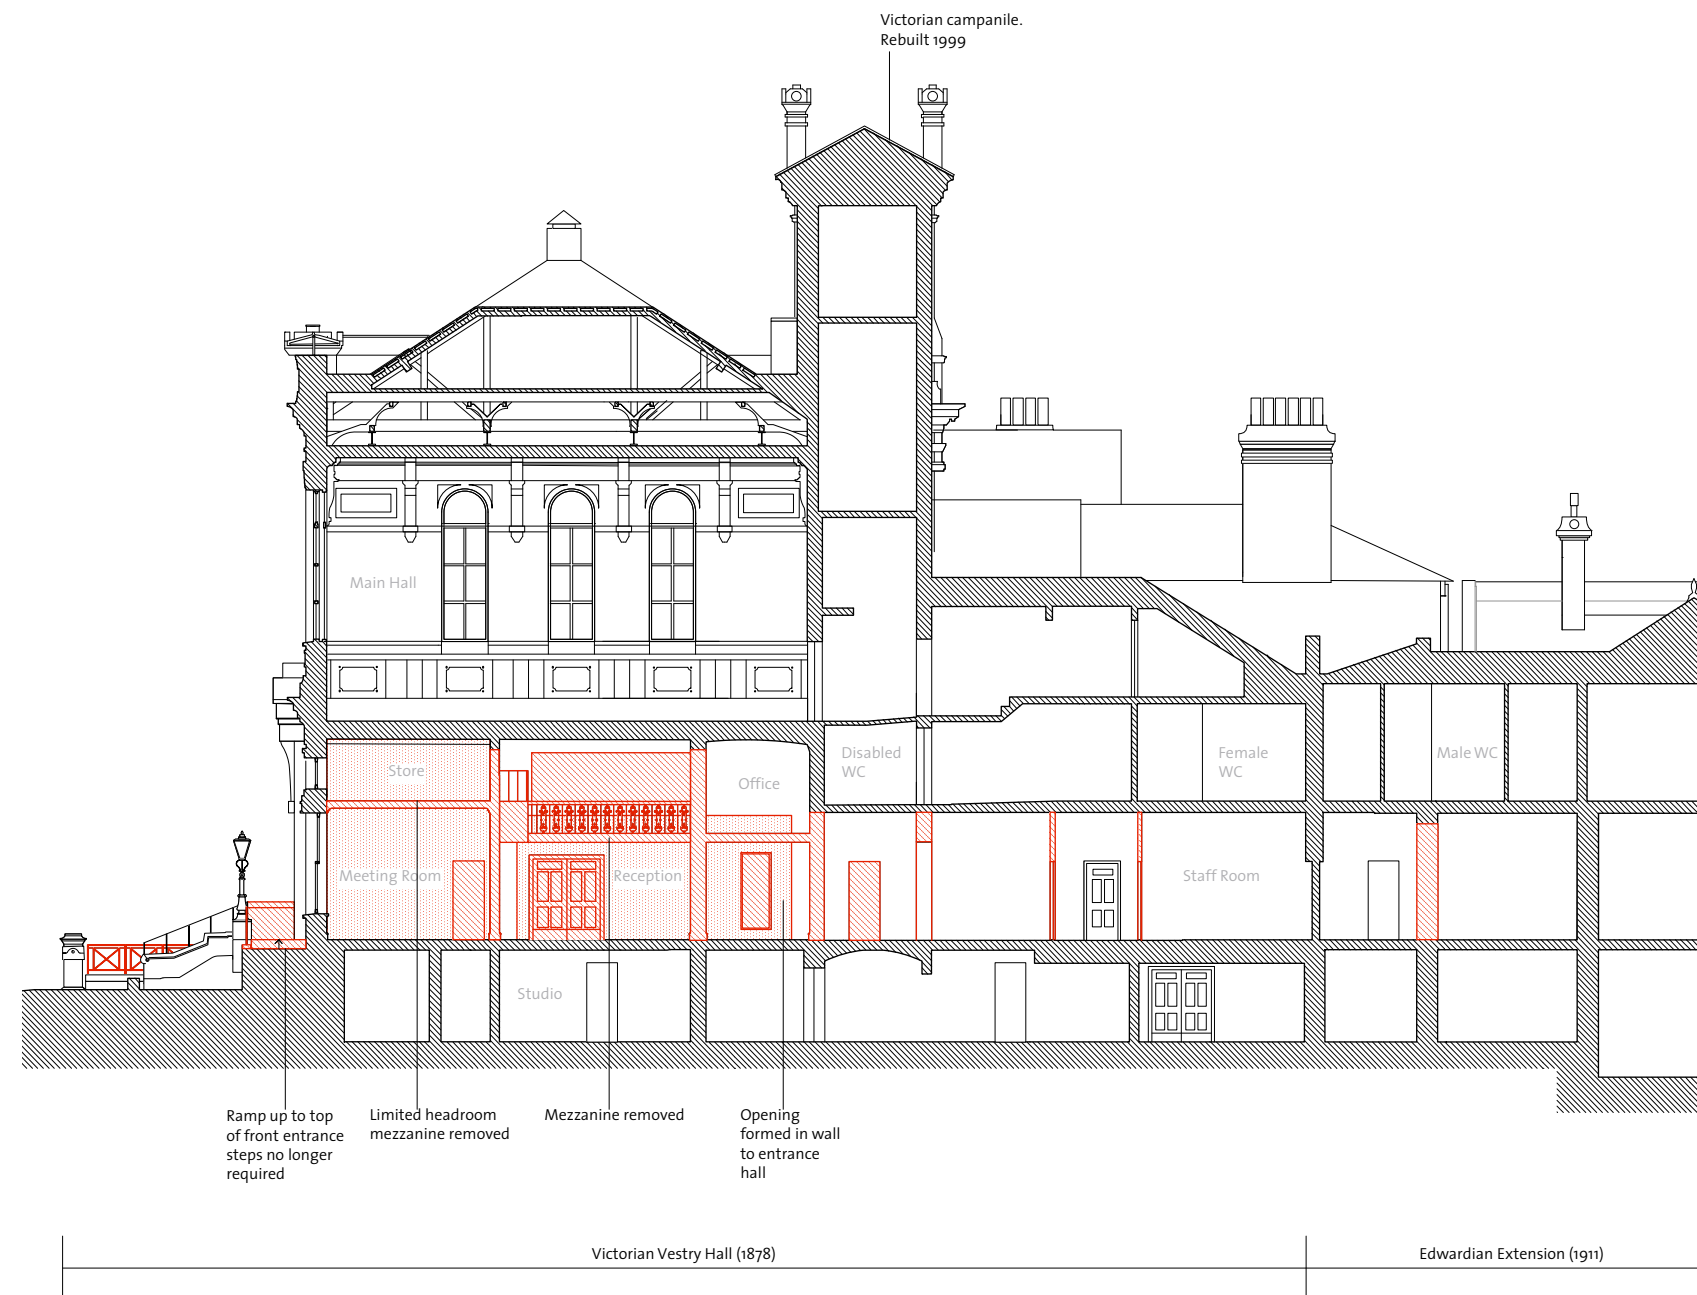 Victorian campanile.
Rebuilt 1999
Main Hall
Store
Office
Disabled
WC
Female
WC
Male WC
Meeting Room
Reception
Staff Room
Studio
Ramp up to top
of front entrance
steps no longer
required
Limited headroom
mezzanine removed
Mezzanine removed
Opening
formed in wall
to entrance
hall
Victorian Vestry Hall (1878)
Edwardian Extension (1911)